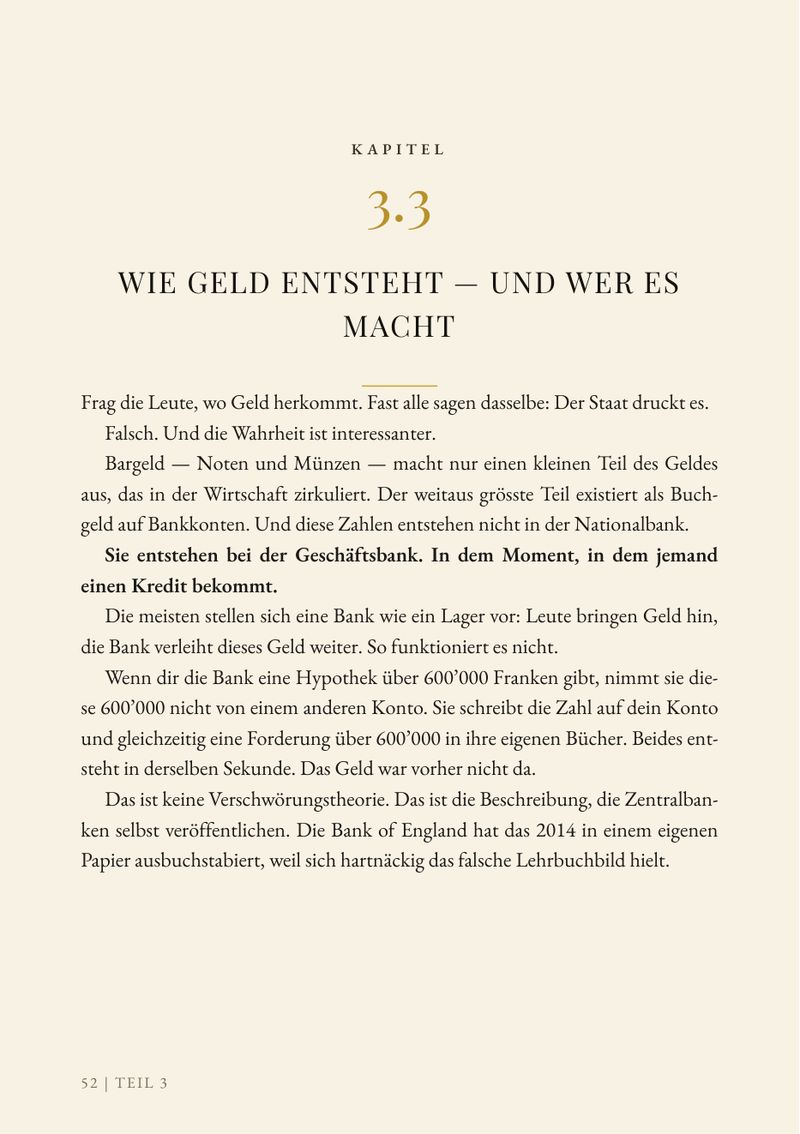 KAPITEL
3.3
WIE GELD ENTSTEHT — UND WER ES
MACHT
Frag die Leute, wo Geld herkommt. Fast alle sagen dasselbe: Der Staat druckt es.
Falsch. Und die Wahrheit ist interessanter.
Bargeld — Noten und Münzen — macht nur einen kleinen Teil des Geldes
aus, das in der Wirtschaft zirkuliert. Der weitaus grösste Teil existiert als Buch-
geld auf Bankkonten. Und diese Zahlen entstehen nicht in der Nationalbank.
Sie entstehen bei der Geschäftsbank. In dem Moment, in dem jemand
einen Kredit bekommt.
Die meisten stellen sich eine Bank wie ein Lager vor: Leute bringen Geld hin,
die Bank verleiht dieses Geld weiter. So funktioniert es nicht.
Wenn dir die Bank eine Hypothek über 600’000 Franken gibt, nimmt sie die-
se 600’000 nicht von einem anderen Konto. Sie schreibt die Zahl auf dein Konto
und gleichzeitig eine Forderung über 600’000 in ihre eigenen Bücher. Beides ent-
steht in derselben Sekunde. Das Geld war vorher nicht da.
Das ist keine Verschwörungstheorie. Das ist die Beschreibung, die Zentralban-
ken selbst veröffentlichen. Die Bank of England hat das 2014 in einem eigenen
Papier ausbuchstabiert, weil sich hartnäckig das falsche Lehrbuchbild hielt.
52 | TEIL 3